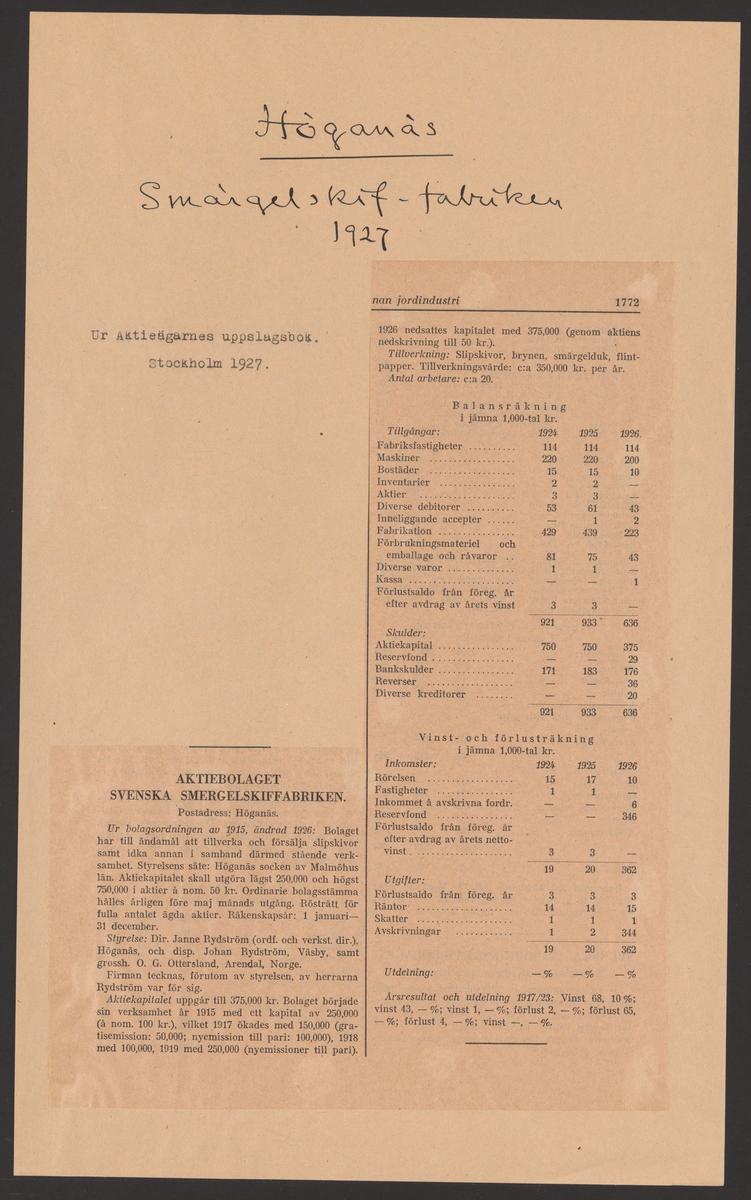 Höganäs
Smärgelskif-fabriken
1927
Ur Aktieägarnes uppslagsbok.
Stockholm 1927.
AKTIEBOLAGET
SVENSKA SMERGELSKIFFABRIKEN.
Postadress: Höganäs.
Ur bolagsordningen av 1915, ändrad 1926: Bolaget
har till ändamål att tillverka och försälja slipskivor
samt idka annan i samband därmed stående verk-
samhet. Styrelsens säte: Höganäs socken av Malmöhus
län. Aktiekapitalet skall utgöra lägst 250,000 och högst
750,000 i aktier à nom. 50 kr. Ordinarie bolagsstämma
hålles årligen före maj månads utgång. Rösträtt för
fulla antalet ägda aktier. Räkenskapsår: 1 januari—
31 december.
Styrelse: Dir. Janne Rydström (ordf. och verkst. dir.),
Höganäs, och disp. Johan Rydström, Väsby, samt
grossh. O. G. Ottersland, Arendal, Norge.
Firman tecknas, förutom av styrelsen, av herrarna
Rydström var för sig.
Aktiekapitalet uppgår till 375,000 kr. Bolaget började
sin verksamhet år 1915 med ett kapital av 250,000
(à nom. 100 kr.), vilket 1917 ökades med 150,000 (gra-
tisemission: 50,000; nyemission till pari: 100,000), 1918
med 100,000, 1919 med 250,000 (nyemissioner till pari).
nan jordindustri 1772
1926 nedsattes kapitalet med 375,000 (genom aktiens
nedskrivning till 50 kr.).
Tillverkning: Slipskivor, brynen, smärgelduk, flint-
papper. Tillverkningsvärde: c:a 350,000 kr. per år.
Antal arbetare: c:a 20.
Balansräkning
i jämna 1,000-tal kr.
Tillgångar: 1924 1925 1926.
Fabriksfastigheter .......... 114 114 114
Maskiner ................. 220 220 200
Bostäder ................. 15 15 10
Inventarier ............... 2 2 —
Aktier ................... 3 3 —
Diverse debitorer .......... 53 61 43
Inneliggande accepter ...... — 1 2
Fabrikation ............... 429 439 223
Förbrukningsmateriel och
emballage och råvaror .. 81 75 43
Diverse varor ............. 1 1 —
Kassa ..................... — — 1
Förlustsaldo från föreg. år
efter avdrag av årets vinst 3 3 —
921 933 636
Skulder:
Aktiekapital ............... 750 750 375
Reservfond ................ — — 29
Bankskulder ............... 171 183 176
Reverser ................. — — 36
Diverse kreditorer ........ — — 20
921 933 636
Vinst- och förlusträkning
i jämna 1,000-tal kr.
Inkomster: 1924 1925 1926
Rörelsen ................. 15 17 10
Fastigheter ............... 1 1 —
Inkommet å avskrivna fordr. — — 6
Reservfond ............... — — 346
Förlustsaldo från föreg. år
efter avdrag av årets netto-
vinst .................... 3 3 —
19 20 362
Utgifter:
Förlustsaldo från föreg. år 3 3 3
Räntor ................... 14 14 15
Skatter ................... 1 1 1
Avskrivningar ............ 1 2 344
19 20 362
Utdelning: — % — % — %
Årsresultat och utdelning 1917/23: Vinst 68, 10 %;
vinst 43, — %; vinst 1, — %; förlust 2, — %; förlust 65,
— %; förlust 4, — %; vinst —, — %.